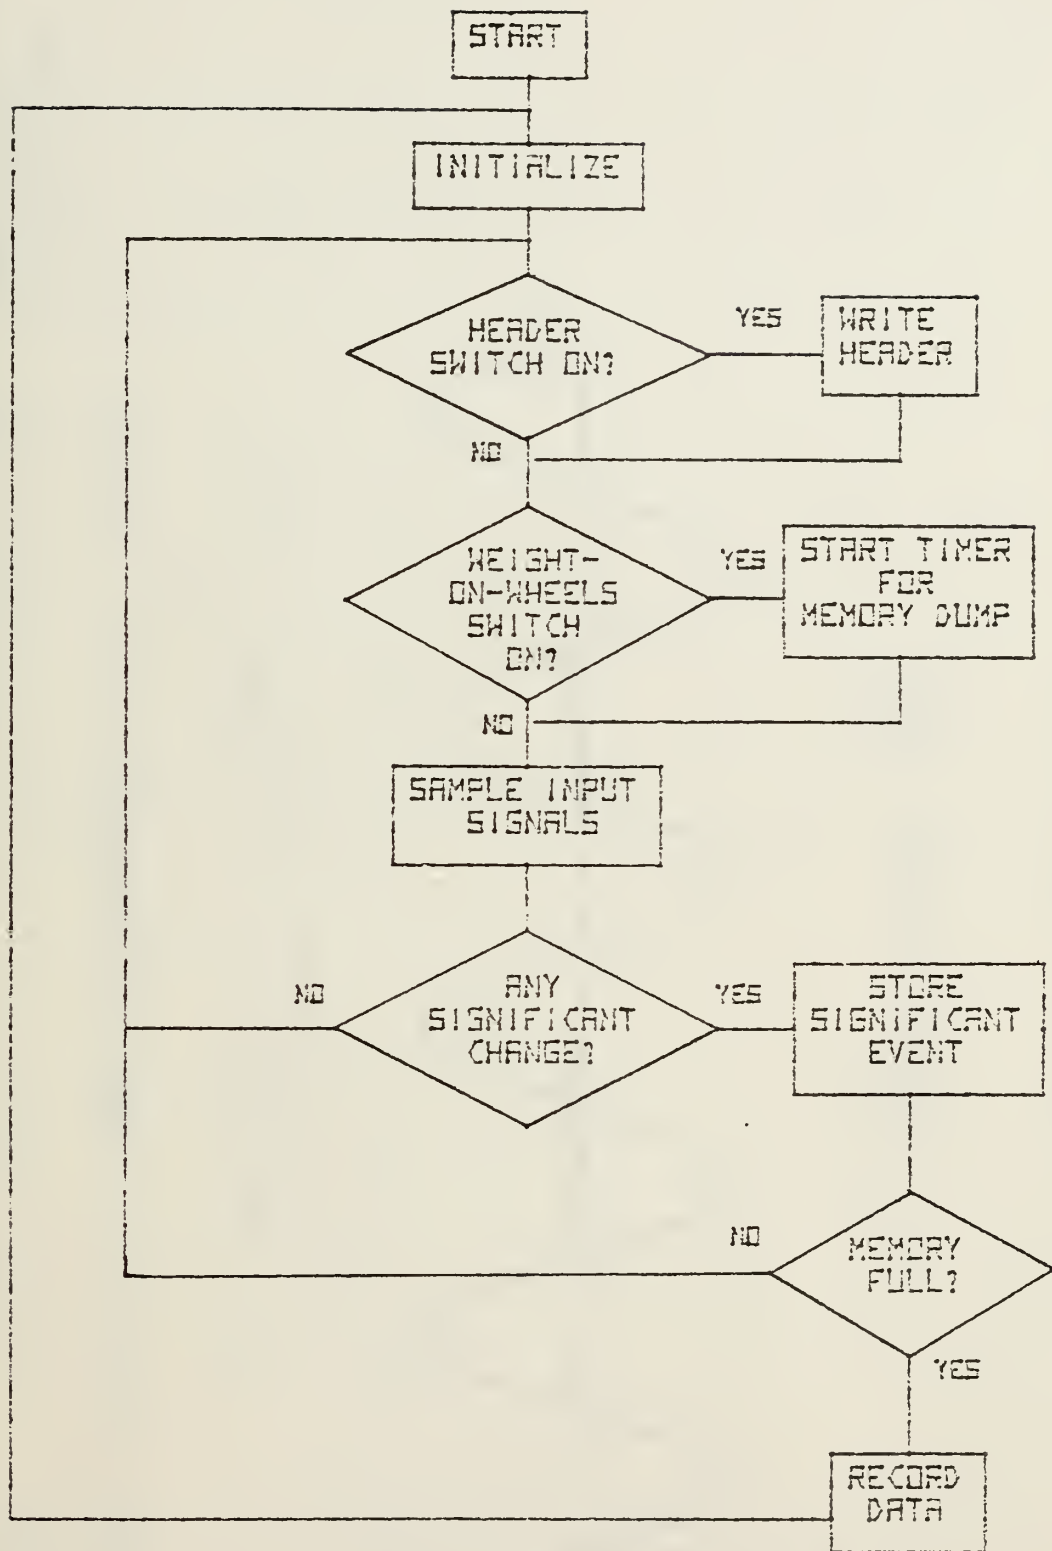 START
INITIALIZE
HEADER
SWITCH ON?
YES
WRITE
HEADER
NO
WEIGHT-
ON-WHEELS
SWITCH
ON?
YES
START TIMER
FOR
MEMORY DUMP
NO
SAMPLE INPUT
SIGNALS
NO
ANY
SIGNIFICANT
CHANGE?
YES
STORE
SIGNIFICANT
EVENT
NO
MEMORY
FULL?
YES
RECORD
DATA